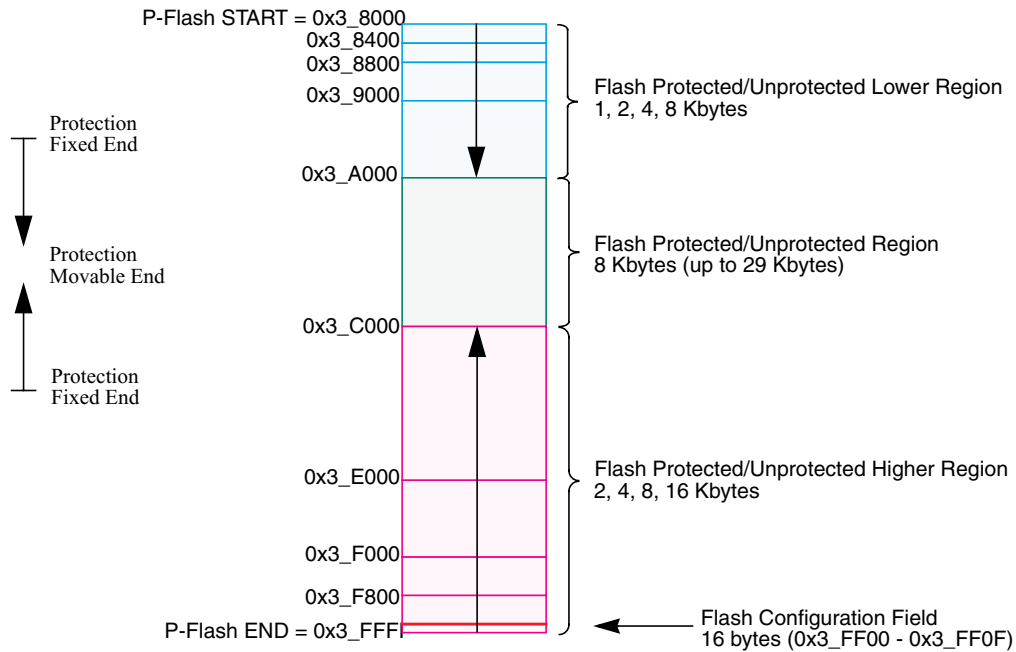 P-Flash START = 0x3_8000
0x3_8400
0x3_8800
0x3_9000
Flash Protected/Unprotected Lower Region
1, 2, 4, 8 Kbytes
Protection
Fixed End
0x3_A000
Protection
Movable End
Flash Protected/Unprotected Region
8 Kbytes (up to 29 Kbytes)
0x3_C000
Protection
Fixed End
Flash Protected/Unprotected Higher Region
2, 4, 8, 16 Kbytes
0x3_E000
0x3_F000
0x3_F800
P-Flash END = 0x3_FFFF
Flash Configuration Field
16 bytes (0x3_FF00 - 0x3_FF0F)